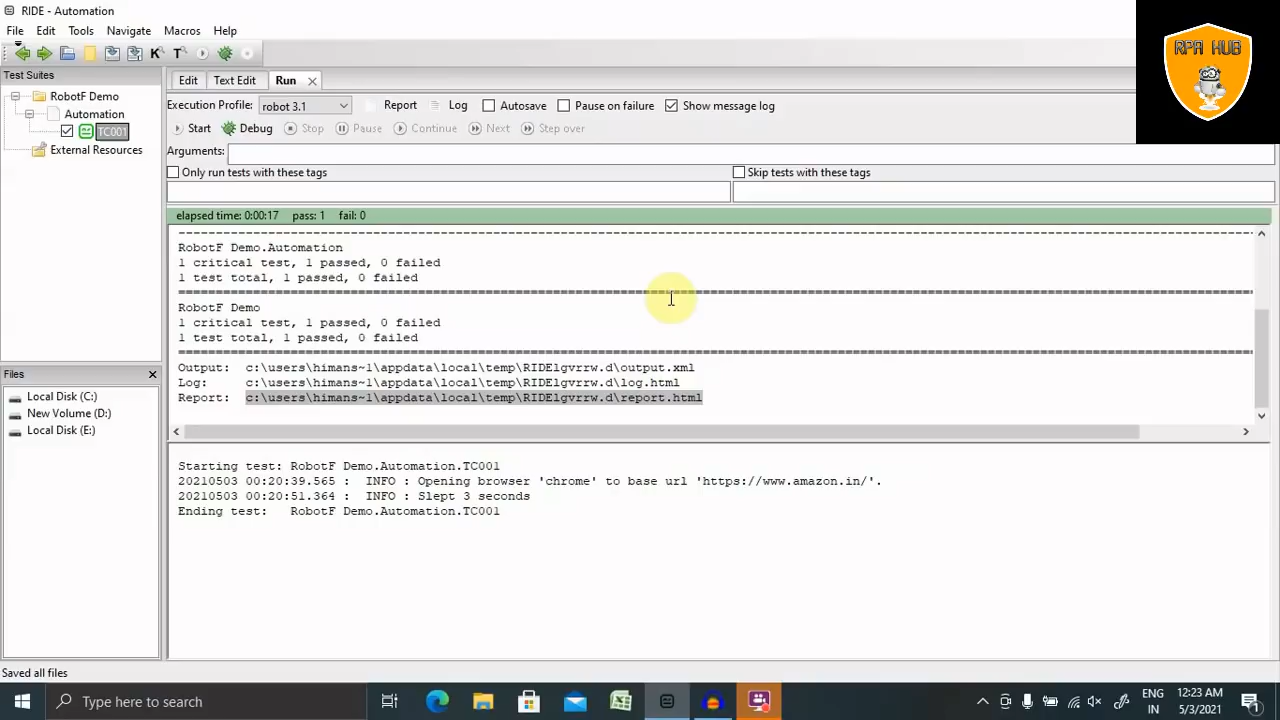 RIDE - Automation
File Edit Tools Navigate Macros Help
RPA HUB
Test Suites
RobotF Demo
Automation
TC001
External Resources
Edit Text Edit Run
Execution Profile: robot 3.1 Report Log Autosave Pause on failure Show message log
Start Debug Stop Pause Continue Next Step over
Arguments:
Only run tests with these tags Skip tests with these tags
elapsed time: 0:00:17 pass: 1 fail: 0
RobotF Demo.Automation
1 critical test, 1 passed, 0 failed
1 test total, 1 passed, 0 failed
RobotF Demo
1 critical test, 1 passed, 0 failed
1 test total, 1 passed, 0 failed
Output: c:\users\himans~1\appdata\local\temp\RIDElgvrrw.d\output.xml
Log: c:\users\himans~1\appdata\local\temp\RIDElgvrrw.d\log.html
Report: c:\users\himans~1\appdata\local\temp\RIDElgvrrw.d\report.html
Files
Local Disk (C:)
New Volume (D:)
Local Disk (E:)
Starting test: RobotF Demo.Automation.TC001
20210503 00:20:39.565 : INFO : Opening browser 'chrome' to base url 'https://www.amazon.in/'.
20210503 00:20:51.364 : INFO : Slept 3 seconds
Ending test: RobotF Demo.Automation.TC001
Saved all files
Type here to search
ENG
IN
12:23 AM
5/3/2021